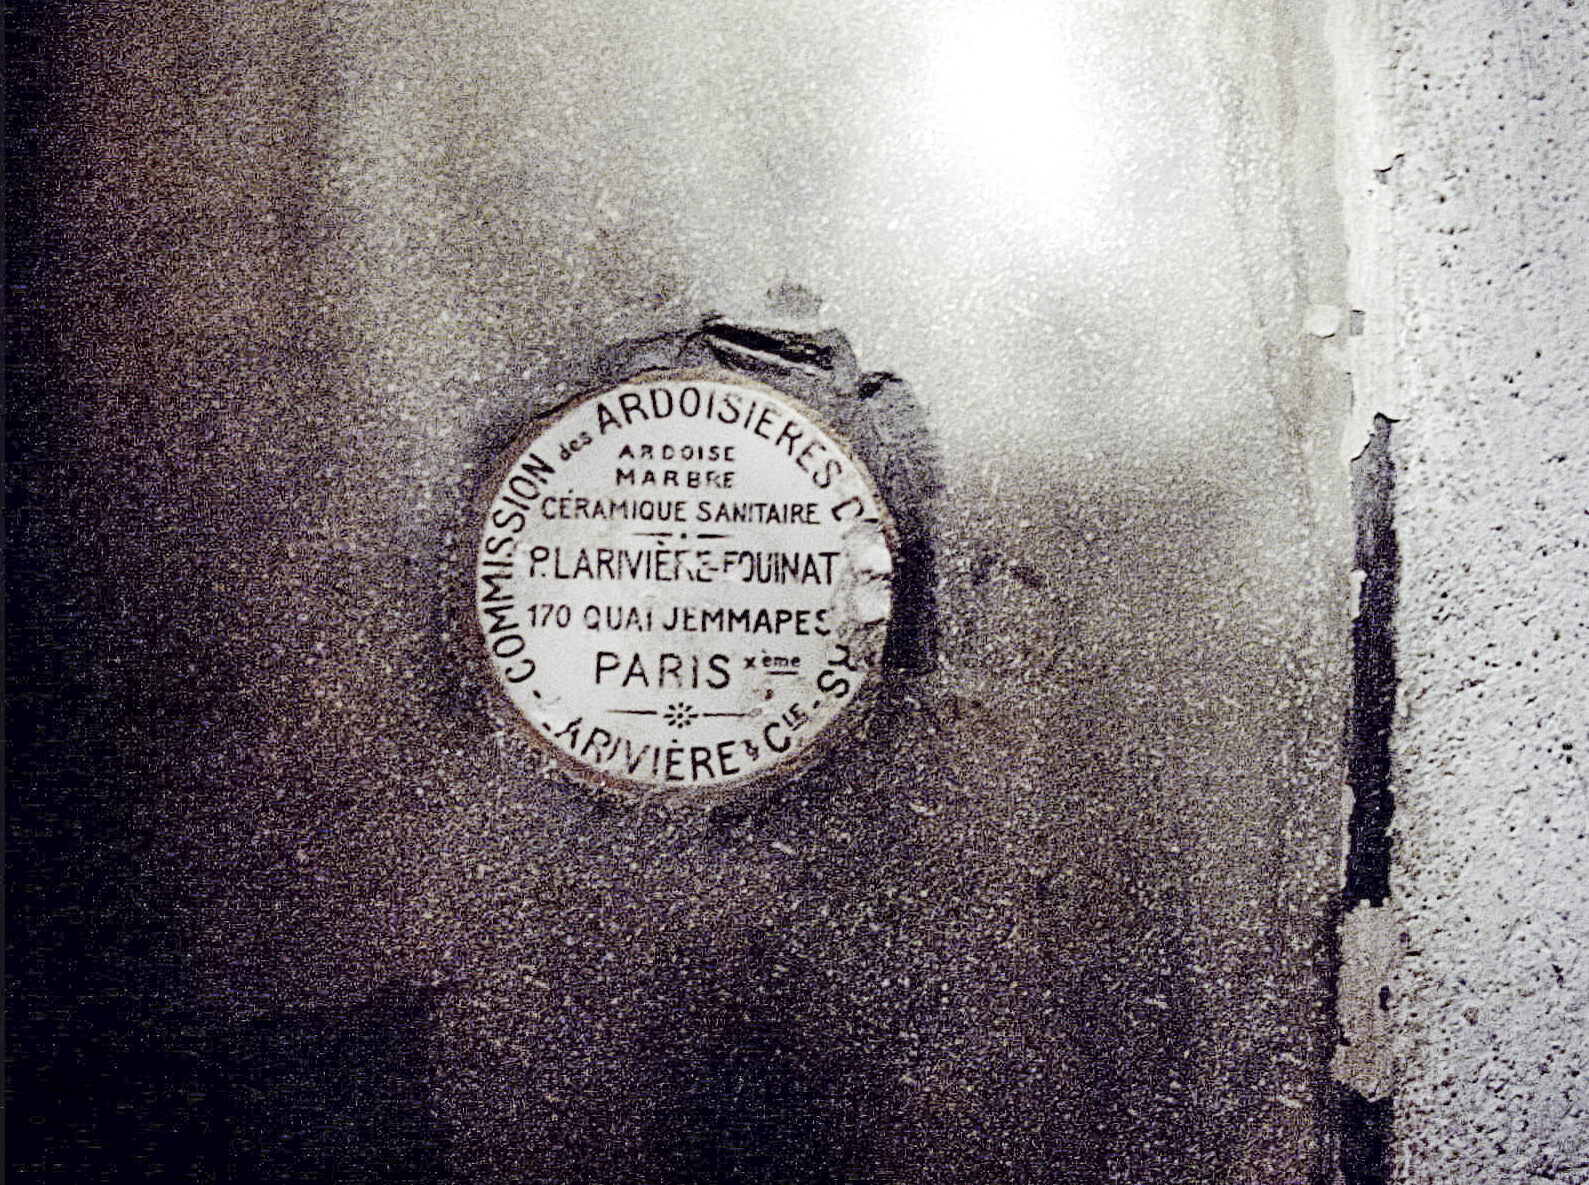 COMMISSION des ARDOISIERES D
ARDOISE
MARBRE
CÉRAMIQUE SANITAIRE
P. LARIVIÈRE-FOUINAT
170 QUAI JEMMAPES
PARIS Xème
ARIVIÈRE & Cie